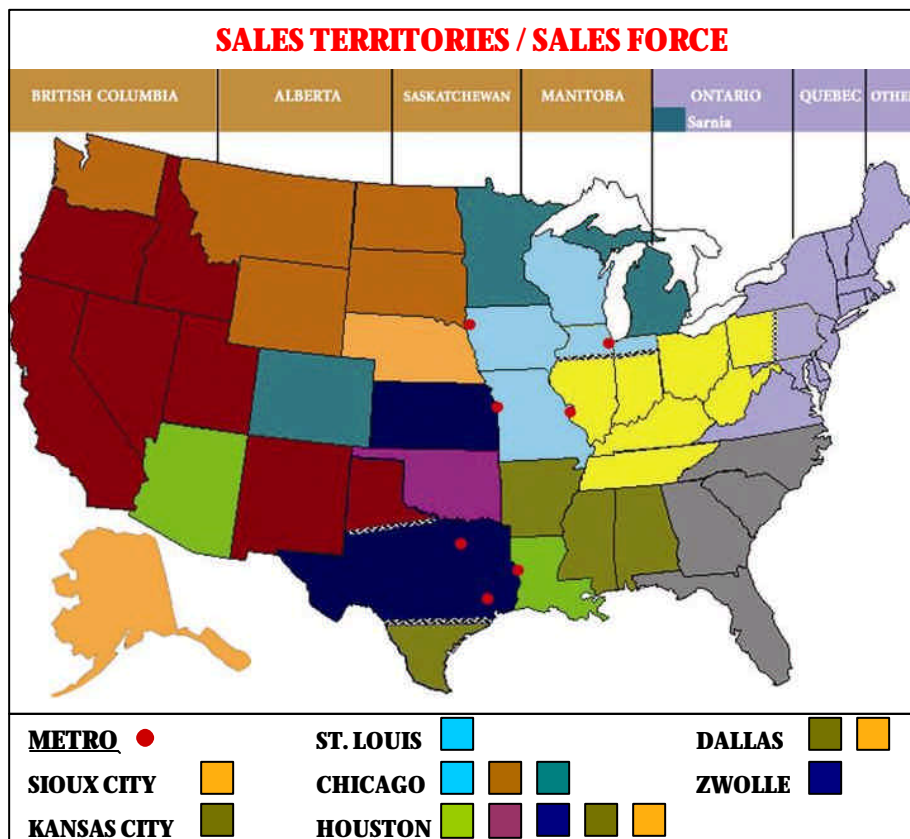 SALES TERRITORIES / SALES FORCE
BRITISH COLUMBIA ALBERTA SASKATCHEWAN MANITOBA ONTARIO QUEBEC OTHE
Sarnia
METRO ST. LOUIS DALLAS
SIOUX CITY CHICAGO ZWOLLE
KANSAS CITY HOUSTON